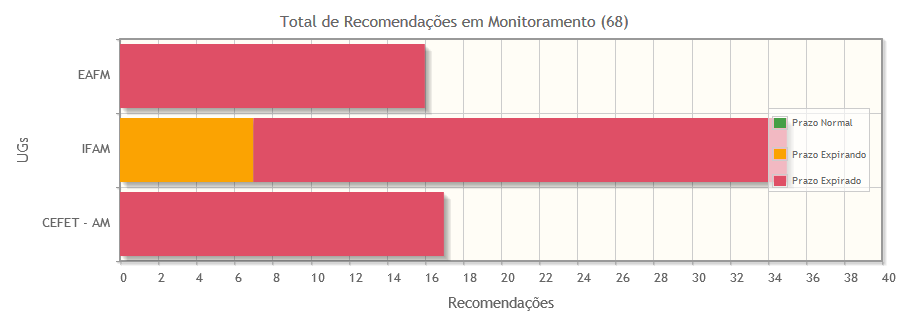 Total de Recomendações em Monitoramento (68)
EAFM
IFAM
CEFET - AM
UGs
Prazo Normal
Prazo Expirando
Prazo Expirado
0 2 4 6 8 10 12 14 16 18 20 22 24 26 28 30 32 34 36 38 40
Recomendações